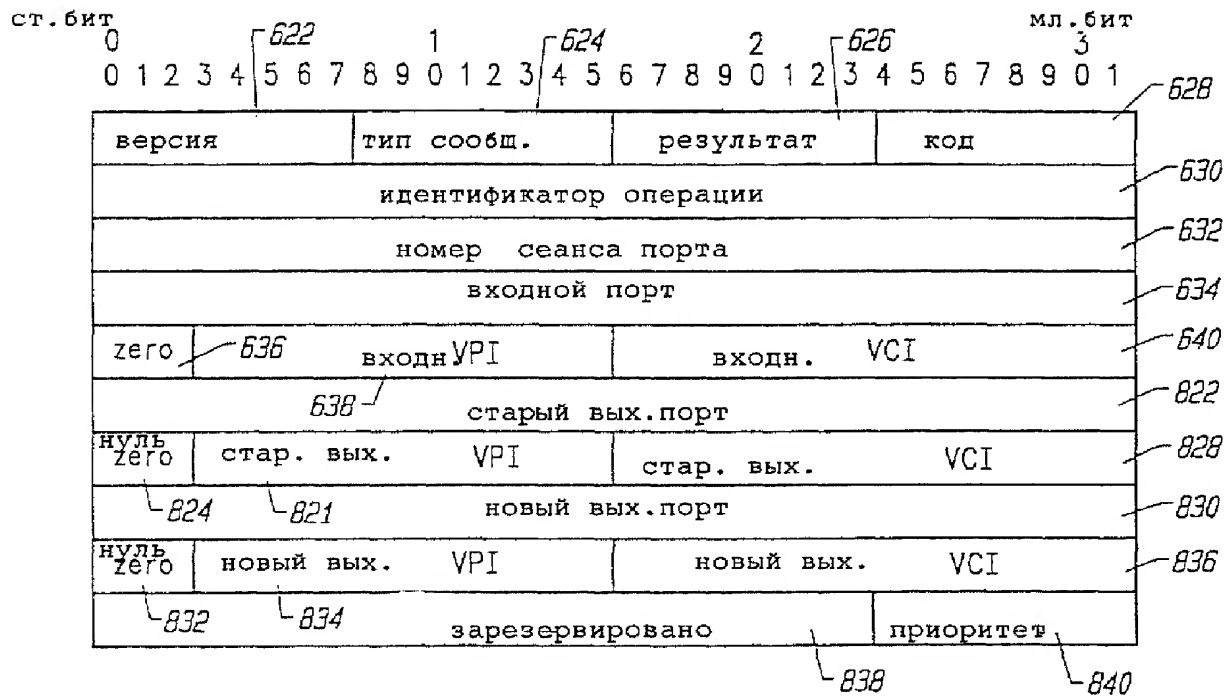 ст.бит мл.бит
0 622 1 624 2 626 3
0 1 2 3 4 5 6 7 8 9 0 1 2 3 4 5 6 7 8 9 0 1 2 3 4 5 6 7 8 9 0 1
628
версия тип сообщ. результат код
630
идентификатор операции
632
номер сеанса порта
634
входной порт
zero 636 входн. VPI входн. VCI 640
638 822
старый вых.порт
нуль
zero стар. вых. VPI стар. вых. VCI 828
824 821 новый вых.порт 830
нуль
zero новый вых. VPI новый вых. VCI 836
832 834
зарезервировано приоритет
838 840